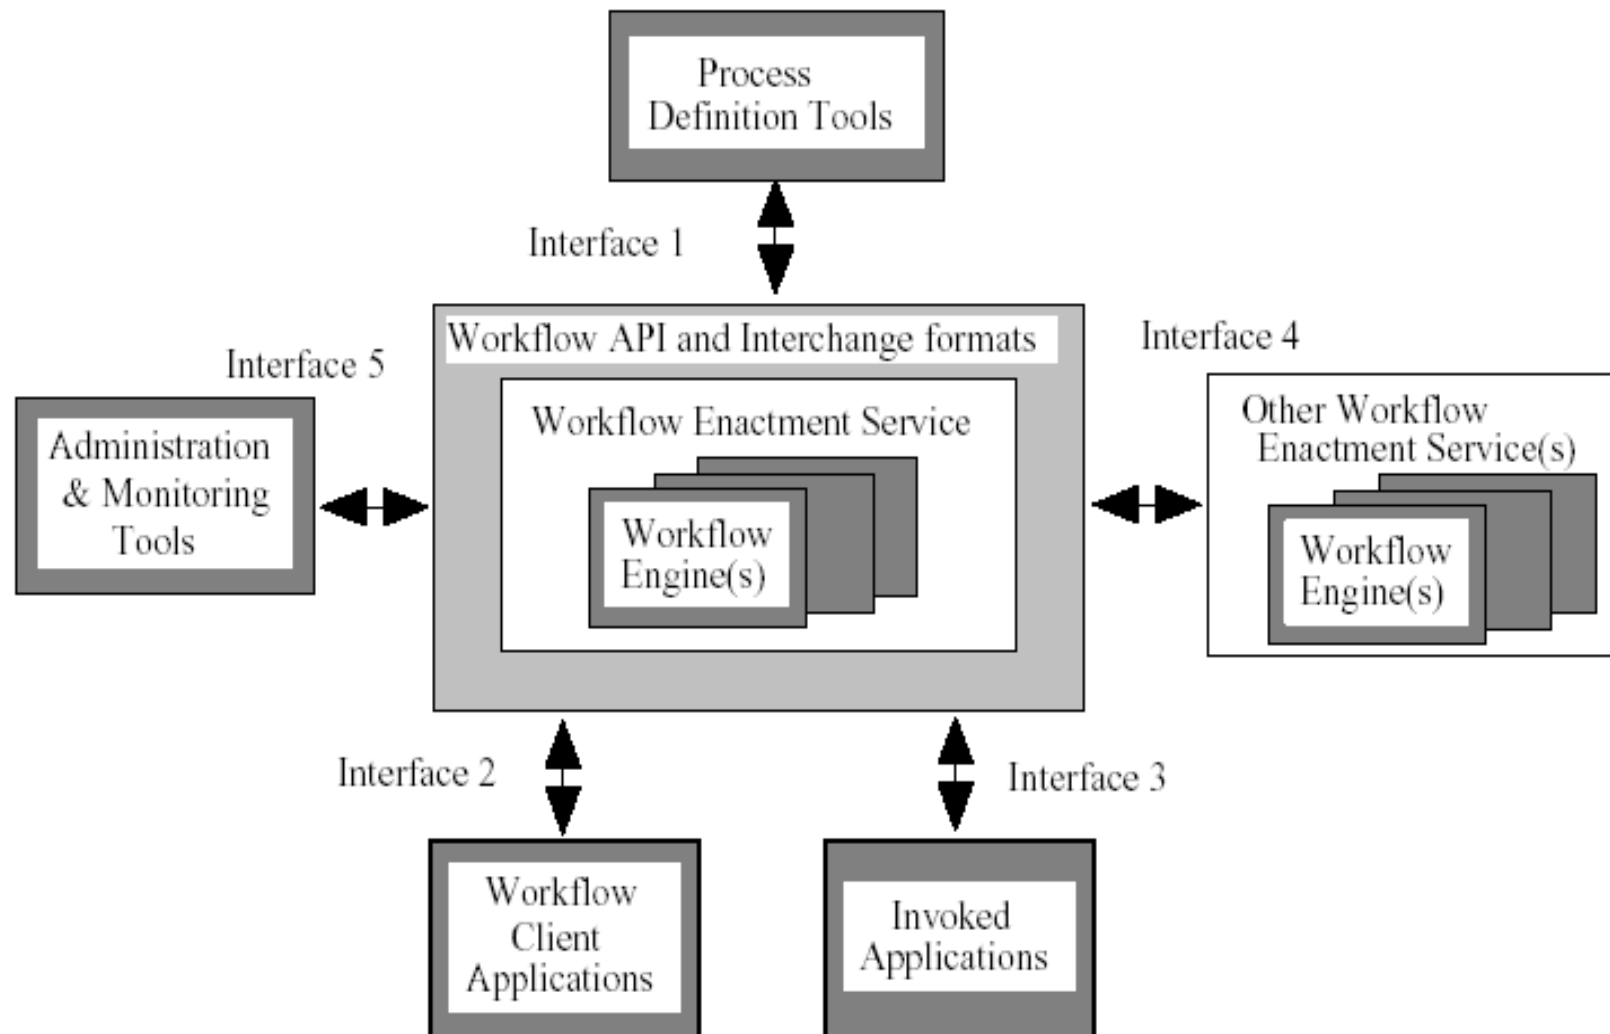 Process
Definition Tools
Interface 1
Workflow API and Interchange formats
Interface 4
Interface 5
Workflow Enactment Service
Other Workflow
Enactment Service(s)
Administration
& Monitoring
Tools
Workflow
Engine(s)
Workflow
Engine(s)
Interface 2
Interface 3
Workflow
Client
Applications
Invoked
Applications